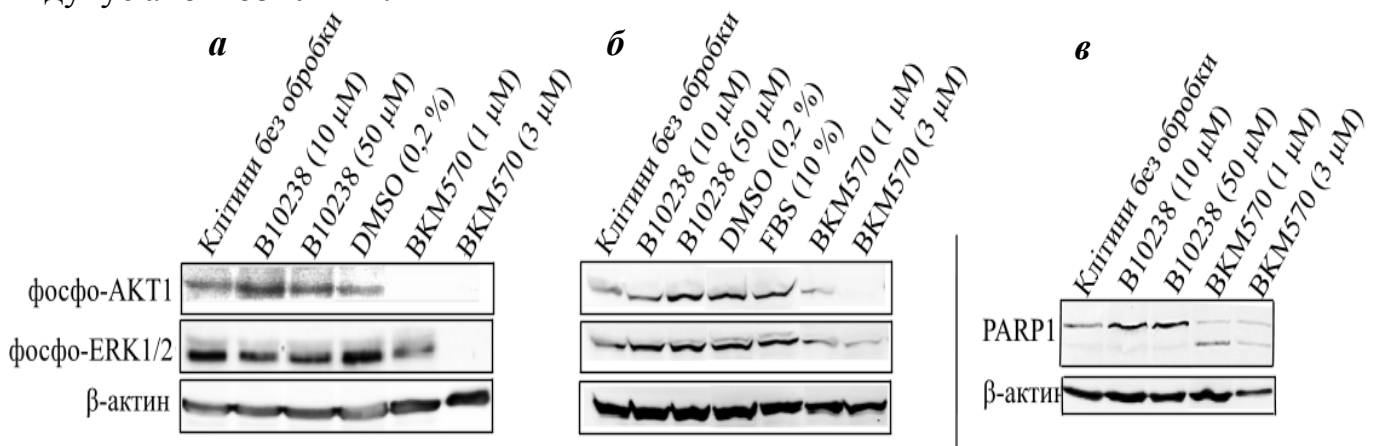 а
Клітини без обробки
B10238 (10 μM)
B10238 (50 μM)
DMSO (0,2 %)
BKM570 (1 μM)
BKM570 (3 μM)
фосфо-AKT1
фосфо-ERK1/2
β-актин
б
Клітини без обробки
B10238 (10 μM)
B10238 (50 μM)
DMSO (0,2 %)
FBS (10 %)
BKM570 (1 μM)
BKM570 (3 μM)
в
Клітини без обробки
B10238 (10 μM)
B10238 (50 μM)
BKM570 (1 μM)
BKM570 (3 μM)
PARP1
β-актин